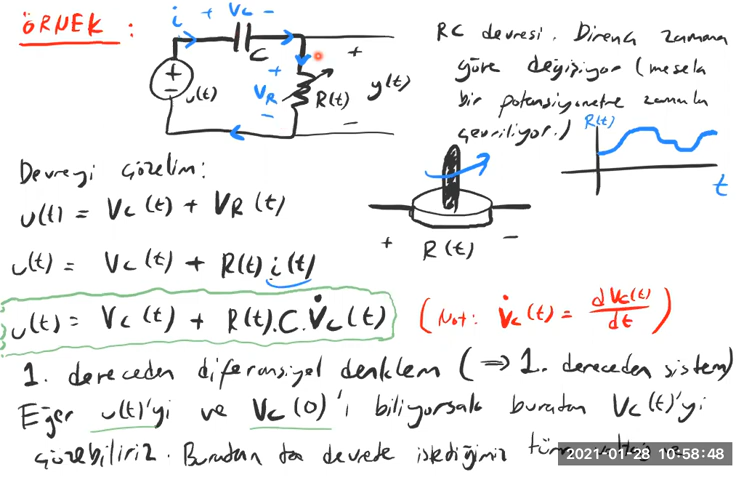 ÖRNEK :
i + Vc - C
u(t) + - + VR - R(t) + y(t) -
RC devresi. Direnç zamana
göre değişiyor (mesela
bir potansiyometre zamanla
çevriliyor.)
R(t)
t
+ R(t) -
Devreyi çözelim:
u(t) = Vc(t) + VR(t)
u(t) = Vc(t) + R(t) i(t)
u(t) = Vc(t) + R(t).C.V̇c(t) (Not: V̇c(t) = dVc(t)/dt)
1. dereceden diferansiyel denklem (⇒ 1. dereceden sistem)
Eğer u(t)'yi ve Vc(0)'ı biliyorsak buradan Vc(t)'yi
çözebiliriz. Buradan da devrede istediğimiz tüm
2021-01-28 10:58:48